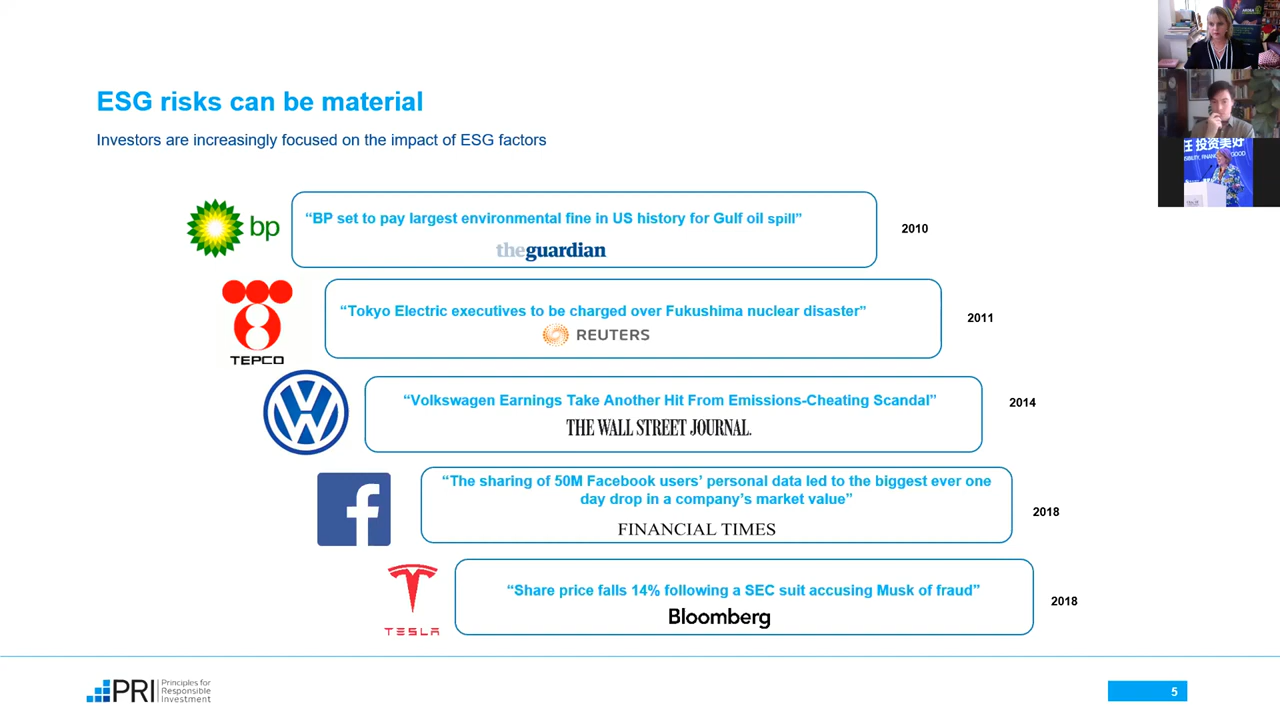 ESG risks can be material
Investors are increasingly focused on the impact of ESG factors
bp
“BP set to pay largest environmental fine in US history for Gulf oil spill”
theguardian
2010
TEPCO
“Tokyo Electric executives to be charged over Fukushima nuclear disaster”
REUTERS
2011
VW
“Volkswagen Earnings Take Another Hit From Emissions-Cheating Scandal”
THE WALL STREET JOURNAL.
2014
f
“The sharing of 50M Facebook users’ personal data led to the biggest ever one
day drop in a company’s market value”
FINANCIAL TIMES
2018
TESLA
“Share price falls 14% following a SEC suit accusing Musk of fraud”
Bloomberg
2018
PRI
Principles for
Responsible
Investment
5
投资美好